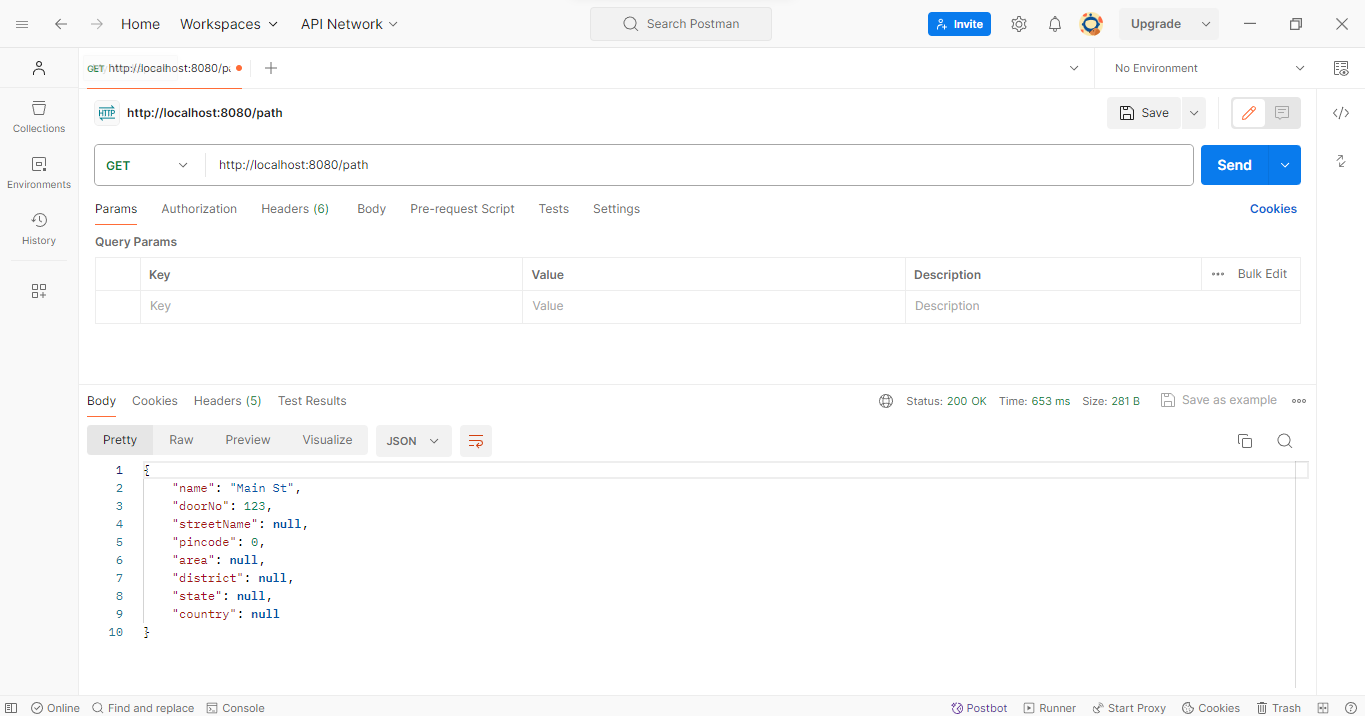 Home Workspaces API Network Search Postman Invite Upgrade
GET http://localhost:8080/pa No Environment
HTTP http://localhost:8080/path Save
GET http://localhost:8080/path Send
Collections
Environments
History
Params Authorization Headers (6) Body Pre-request Script Tests Settings Cookies
Query Params
Key Value Description Bulk Edit
Key Value Description
Body Cookies Headers (5) Test Results Status: 200 OK Time: 653 ms Size: 281 B Save as example
Pretty Raw Preview Visualize JSON
1 {
2 "name": "Main St",
3 "doorNo": 123,
4 "streetName": null,
5 "pincode": 0,
6 "area": null,
7 "district": null,
8 "state": null,
9 "country": null
10 }
Online Find and replace Console Postbot Runner Start Proxy Cookies Trash